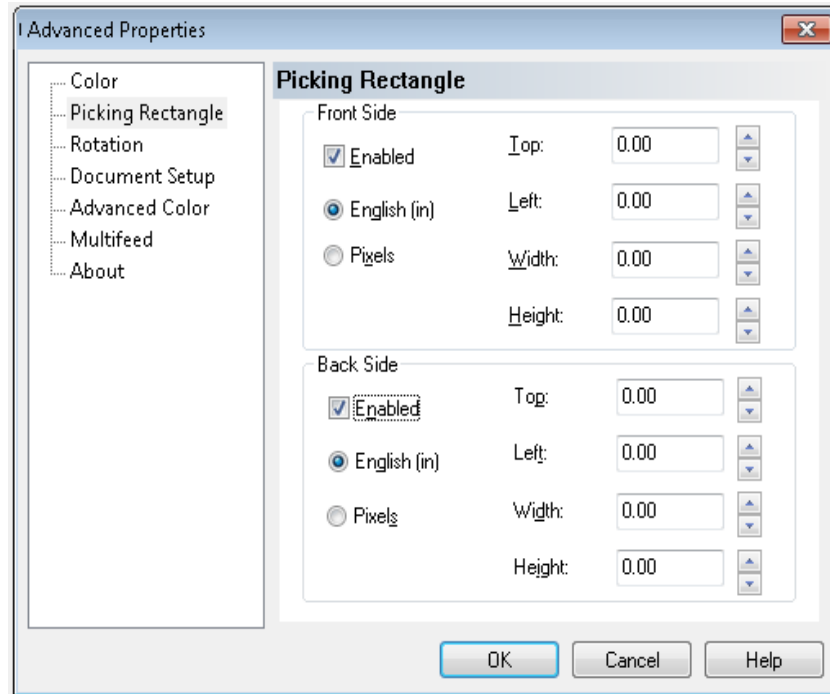 Advanced Properties
Color
Picking Rectangle
Rotation
Document Setup
Advanced Color
Multifeed
About
Picking Rectangle
Front Side
Enabled
Top: 0.00
English (in)
Left: 0.00
Pixels
Width: 0.00
Height: 0.00
Back Side
Enabled
Top: 0.00
English (in)
Left: 0.00
Pixels
Width: 0.00
Height: 0.00
OK Cancel Help